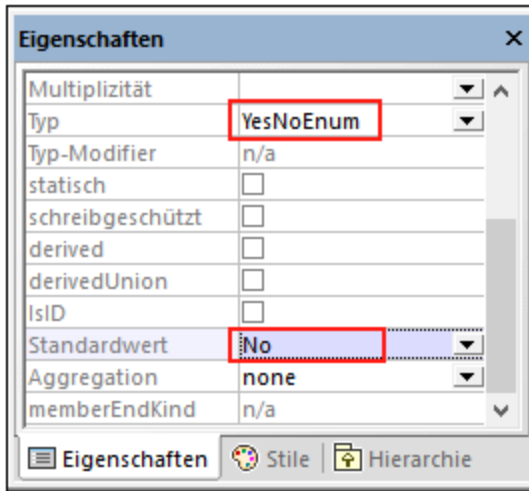 Eigenschaften
Multiplizität
Typ YesNoEnum
Typ-Modifier n/a
statisch
schreibgeschützt
derived
derivedUnion
IsID
Standardwert No
Aggregation none
memberEndKind n/a
Eigenschaften Stile Hierarchie